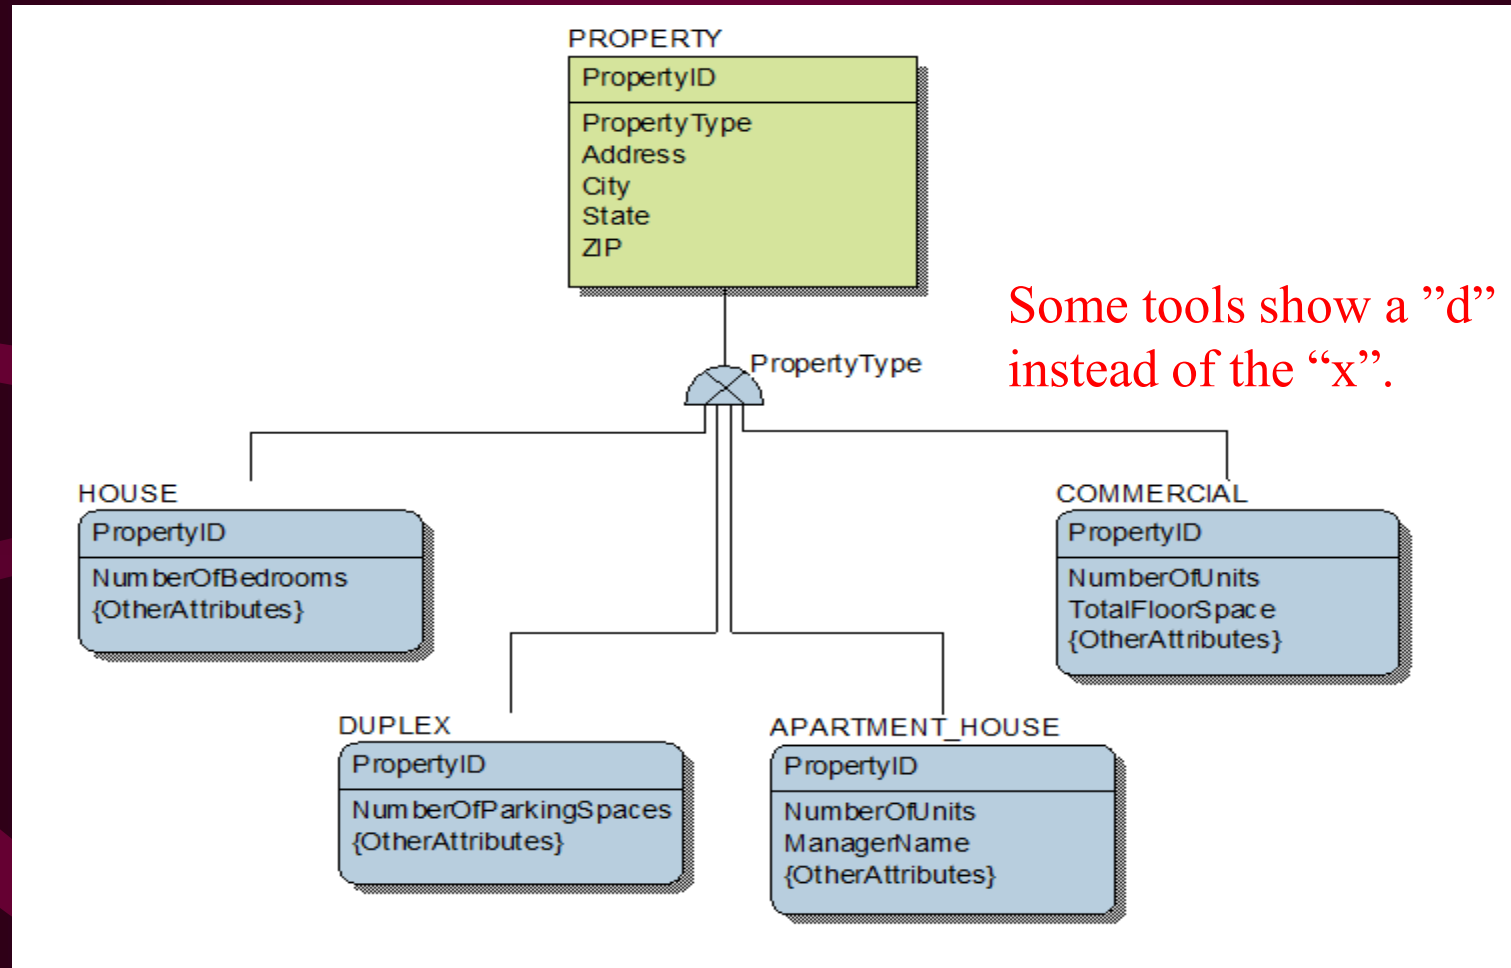 PROPERTY
PropertyID
PropertyType
Address
City
State
ZIP
Some tools show a ”d”
instead of the “x”.
PropertyType
HOUSE
PropertyID
NumberOfBedrooms
{OtherAttributes}
COMMERCIAL
PropertyID
NumberOfUnits
TotalFloorSpace
{OtherAttributes}
DUPLEX
PropertyID
NumberOfParkingSpaces
{OtherAttributes}
APARTMENT_HOUSE
PropertyID
NumberOfUnits
ManagerName
{OtherAttributes}